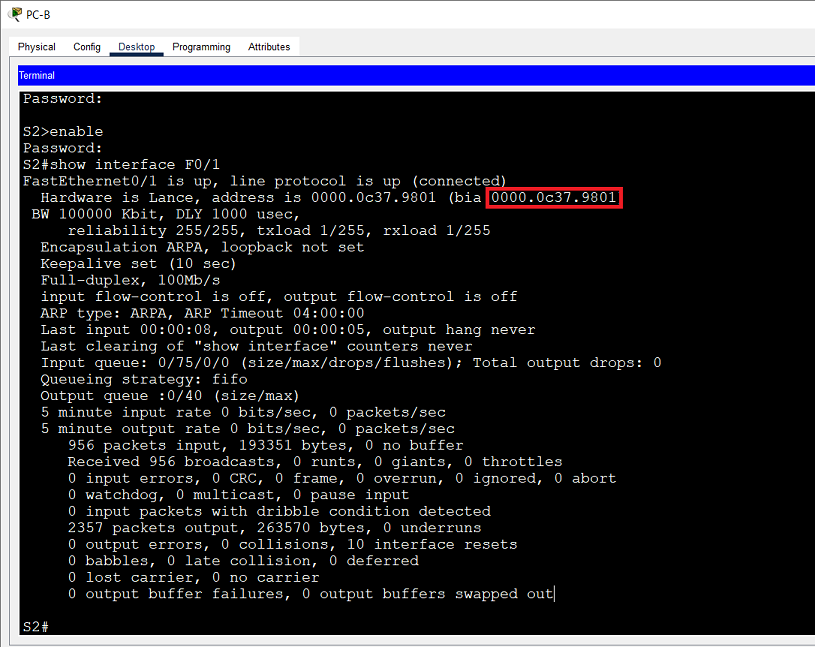 PC-B
Physical Config Desktop Programming Attributes
Terminal
Password:
S2>enable
Password:
S2#show interface F0/1
FastEthernet0/1 is up, line protocol is up (connected)
Hardware is Lance, address is 0000.0c37.9801 (bia 0000.0c37.9801
BW 100000 Kbit, DLY 1000 usec,
reliability 255/255, txload 1/255, rxload 1/255
Encapsulation ARPA, loopback not set
Keepalive set (10 sec)
Full-duplex, 100Mb/s
input flow-control is off, output flow-control is off
ARP type: ARPA, ARP Timeout 04:00:00
Last input 00:00:08, output 00:00:05, output hang never
Last clearing of "show interface" counters never
Input queue: 0/75/0/0 (size/max/drops/flushes); Total output drops: 0
Queueing strategy: fifo
Output queue :0/40 (size/max)
5 minute input rate 0 bits/sec, 0 packets/sec
5 minute output rate 0 bits/sec, 0 packets/sec
956 packets input, 193351 bytes, 0 no buffer
Received 956 broadcasts, 0 runts, 0 giants, 0 throttles
0 input errors, 0 CRC, 0 frame, 0 overrun, 0 ignored, 0 abort
0 watchdog, 0 multicast, 0 pause input
0 input packets with dribble condition detected
2357 packets output, 263570 bytes, 0 underruns
0 output errors, 0 collisions, 10 interface resets
0 babbles, 0 late collision, 0 deferred
0 lost carrier, 0 no carrier
0 output buffer failures, 0 output buffers swapped out
S2#